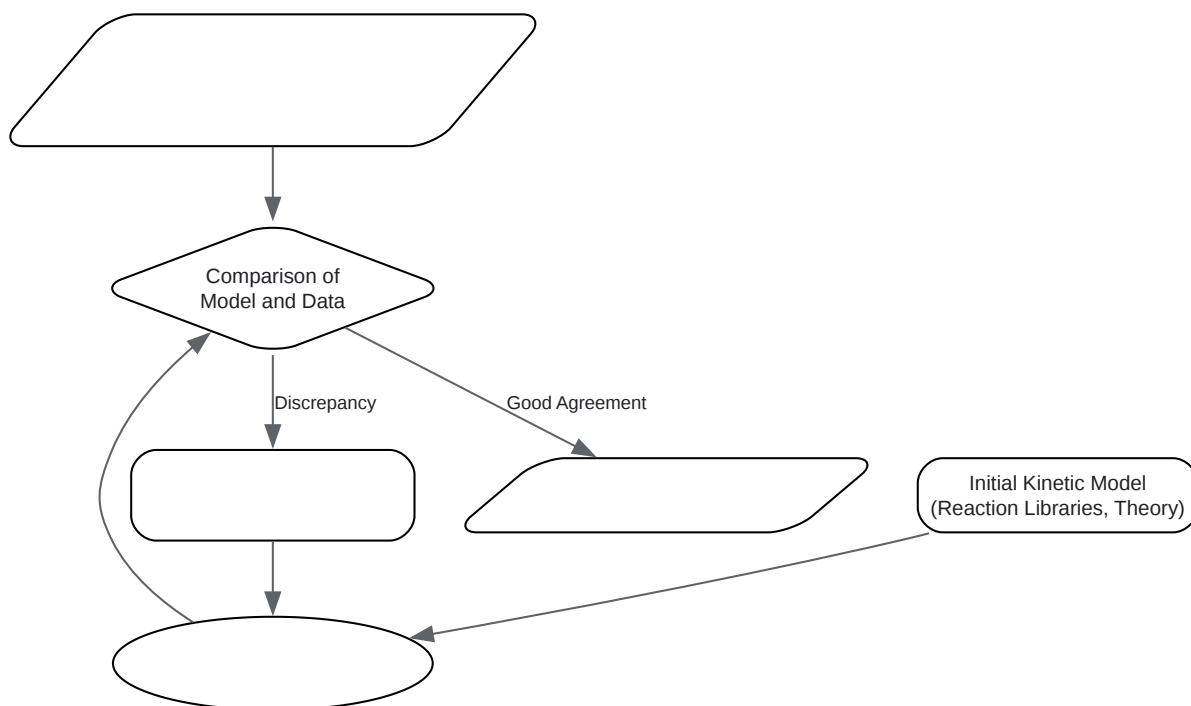 Comparison of
Model and Data
Discrepancy
Good Agreement
Initial Kinetic Model
(Reaction Libraries, Theory)